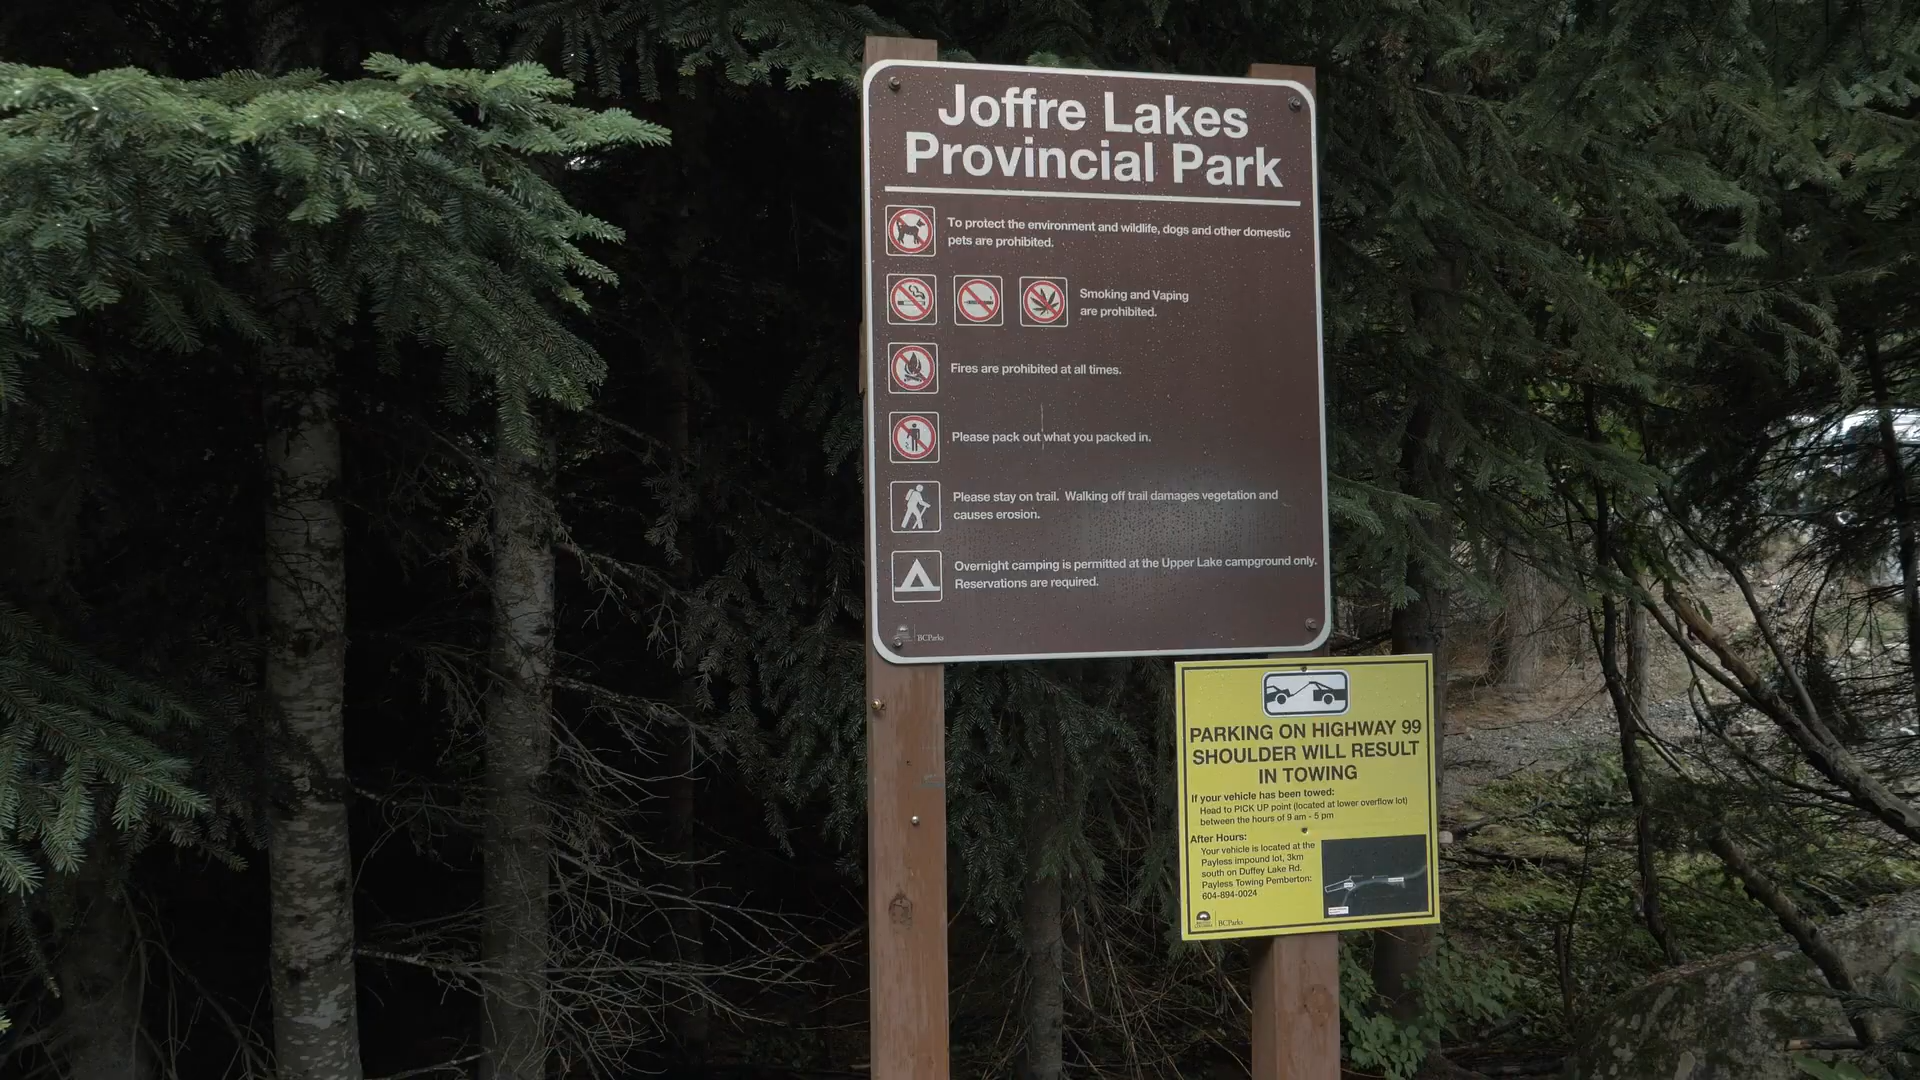 Joffre Lakes
Provincial Park
To protect the environment and wildlife, dogs and other domestic
pets are prohibited.
Smoking and Vaping
are prohibited.
Fires are prohibited at all times.
Please pack out what you packed in.
Please stay on trail. Walking off trail damages vegetation and
causes erosion.
Overnight camping is permitted at the Upper Lake campground only.
Reservations are required.
BCParks
PARKING ON HIGHWAY 99
SHOULDER WILL RESULT
IN TOWING
If your vehicle has been towed:
Head to PICK UP point (located at lower overflow lot)
between the hours of 9 am - 5 pm
After Hours:
Your vehicle is located at the
Payless impound lot, 3km
south on Duffey Lake Rd.
Payless Towing Pemberton:
604-894-0024
BCParks